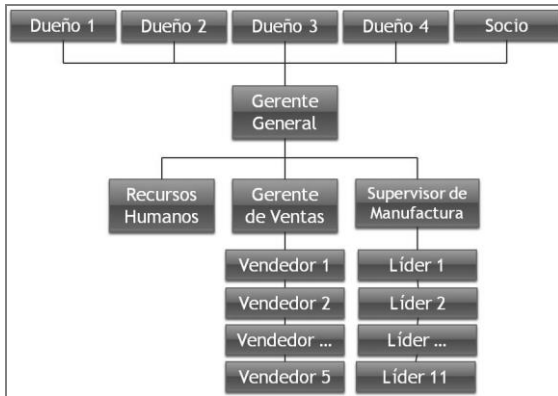 Dueño 1
Dueño 2
Dueño 3
Dueño 4
Socio
Gerente
General
Recursos
Humanos
Gerente
de Ventas
Supervisor de
Manufactura
Vendedor 1
Líder 1
Vendedor 2
Líder 2
Vendedor ...
Líder ...
Vendedor 5
Líder 11